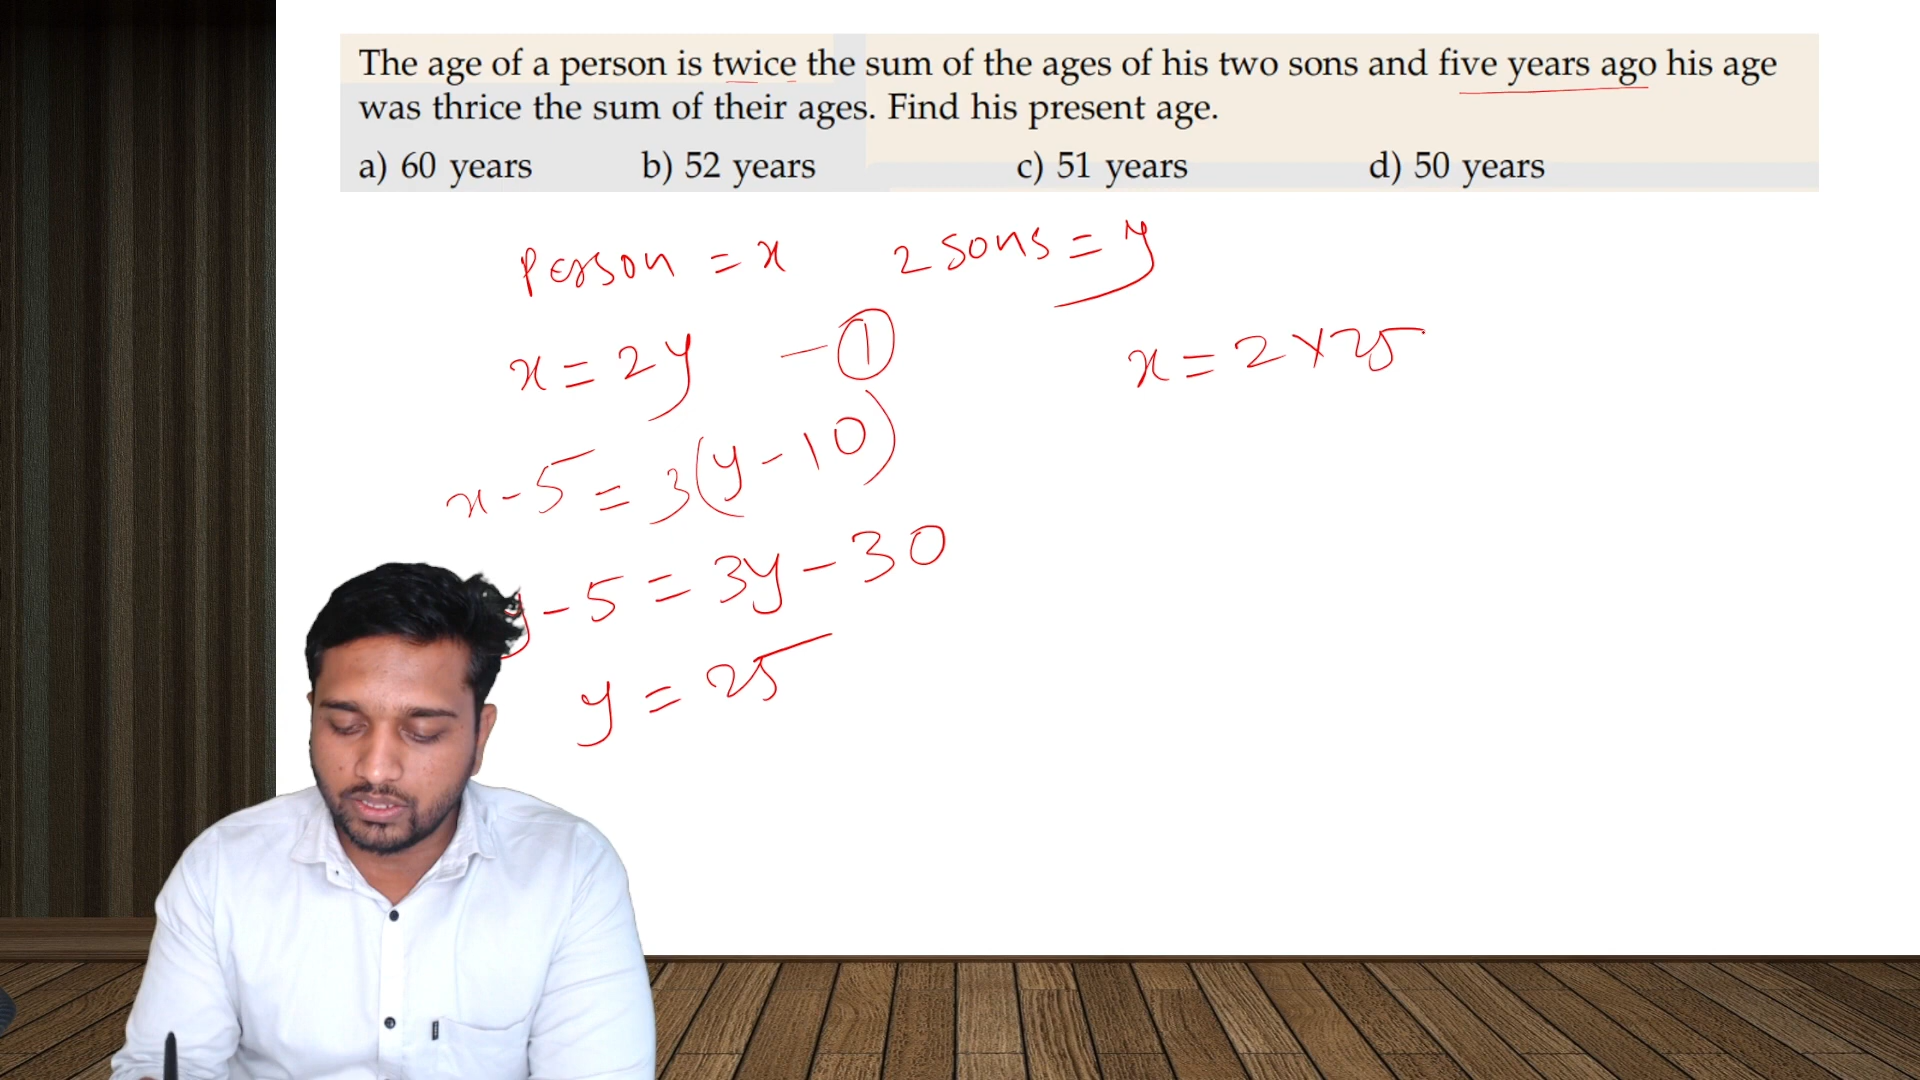 The age of a person is twice the sum of the ages of his two sons and five years ago his age
was thrice the sum of their ages. Find his present age.
a) 60 years b) 52 years c) 51 years d) 50 years
Person = x 2 sons = y
x = 2y - 1
x = 2 × 25
x - 5 = 3(y - 10)
y - 5 = 3y - 30
y = 25